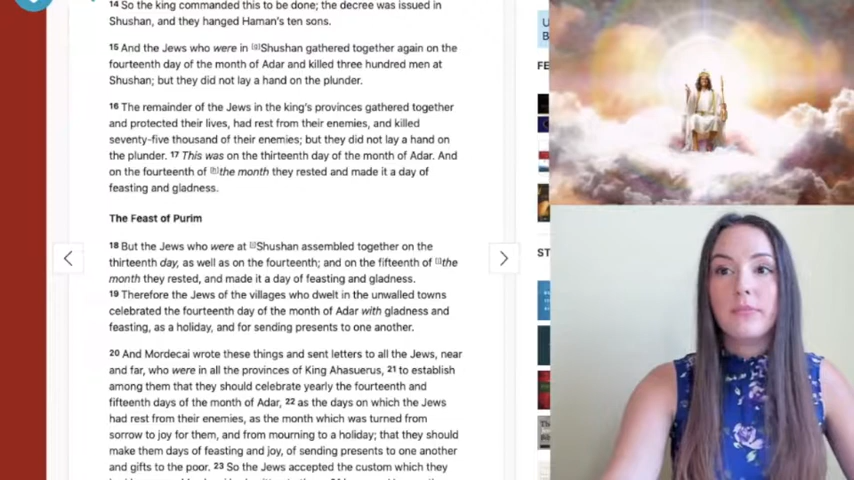 14 So the king commanded this to be done; the decree was issued in
Shushan, and they hanged Haman's ten sons.
15 And the Jews who were in [g]Shushan gathered together again on the
fourteenth day of the month of Adar and killed three hundred men at
Shushan; but they did not lay a hand on the plunder.
16 The remainder of the Jews in the king's provinces gathered together
and protected their lives, had rest from their enemies, and killed
seventy-five thousand of their enemies; but they did not lay a hand on
the plunder. 17 This was on the thirteenth day of the month of Adar. And
on the fourteenth of [h]the month they rested and made it a day of
feasting and gladness.
The Feast of Purim
18 But the Jews who were at [i]Shushan assembled together on the
thirteenth day, as well as on the fourteenth; and on the fifteenth of [j]the
month they rested, and made it a day of feasting and gladness.
19 Therefore the Jews of the villages who dwelt in the unwalled towns
celebrated the fourteenth day of the month of Adar with gladness and
feasting, as a holiday, and for sending presents to one another.
20 And Mordecai wrote these things and sent letters to all the Jews, near
and far, who were in all the provinces of King Ahasuerus, 21 to establish
among them that they should celebrate yearly the fourteenth and
fifteenth days of the month of Adar, 22 as the days on which the Jews
had rest from their enemies, as the month which was turned from
sorrow to joy for them, and from mourning to a holiday; that they should
make them days of feasting and joy, of sending presents to one another
and gifts to the poor. 23 So the Jews accepted the custom which they
U
B
FE
ST